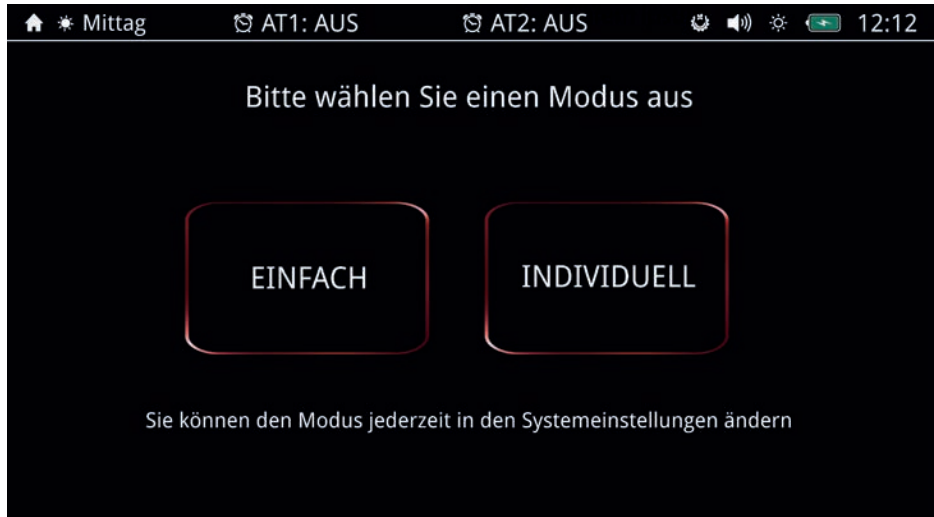 Mittag AT1: AUS AT2: AUS 12:12
Bitte wählen Sie einen Modus aus
EINFACH INDIVIDUELL
Sie können den Modus jederzeit in den Systemeinstellungen ändern